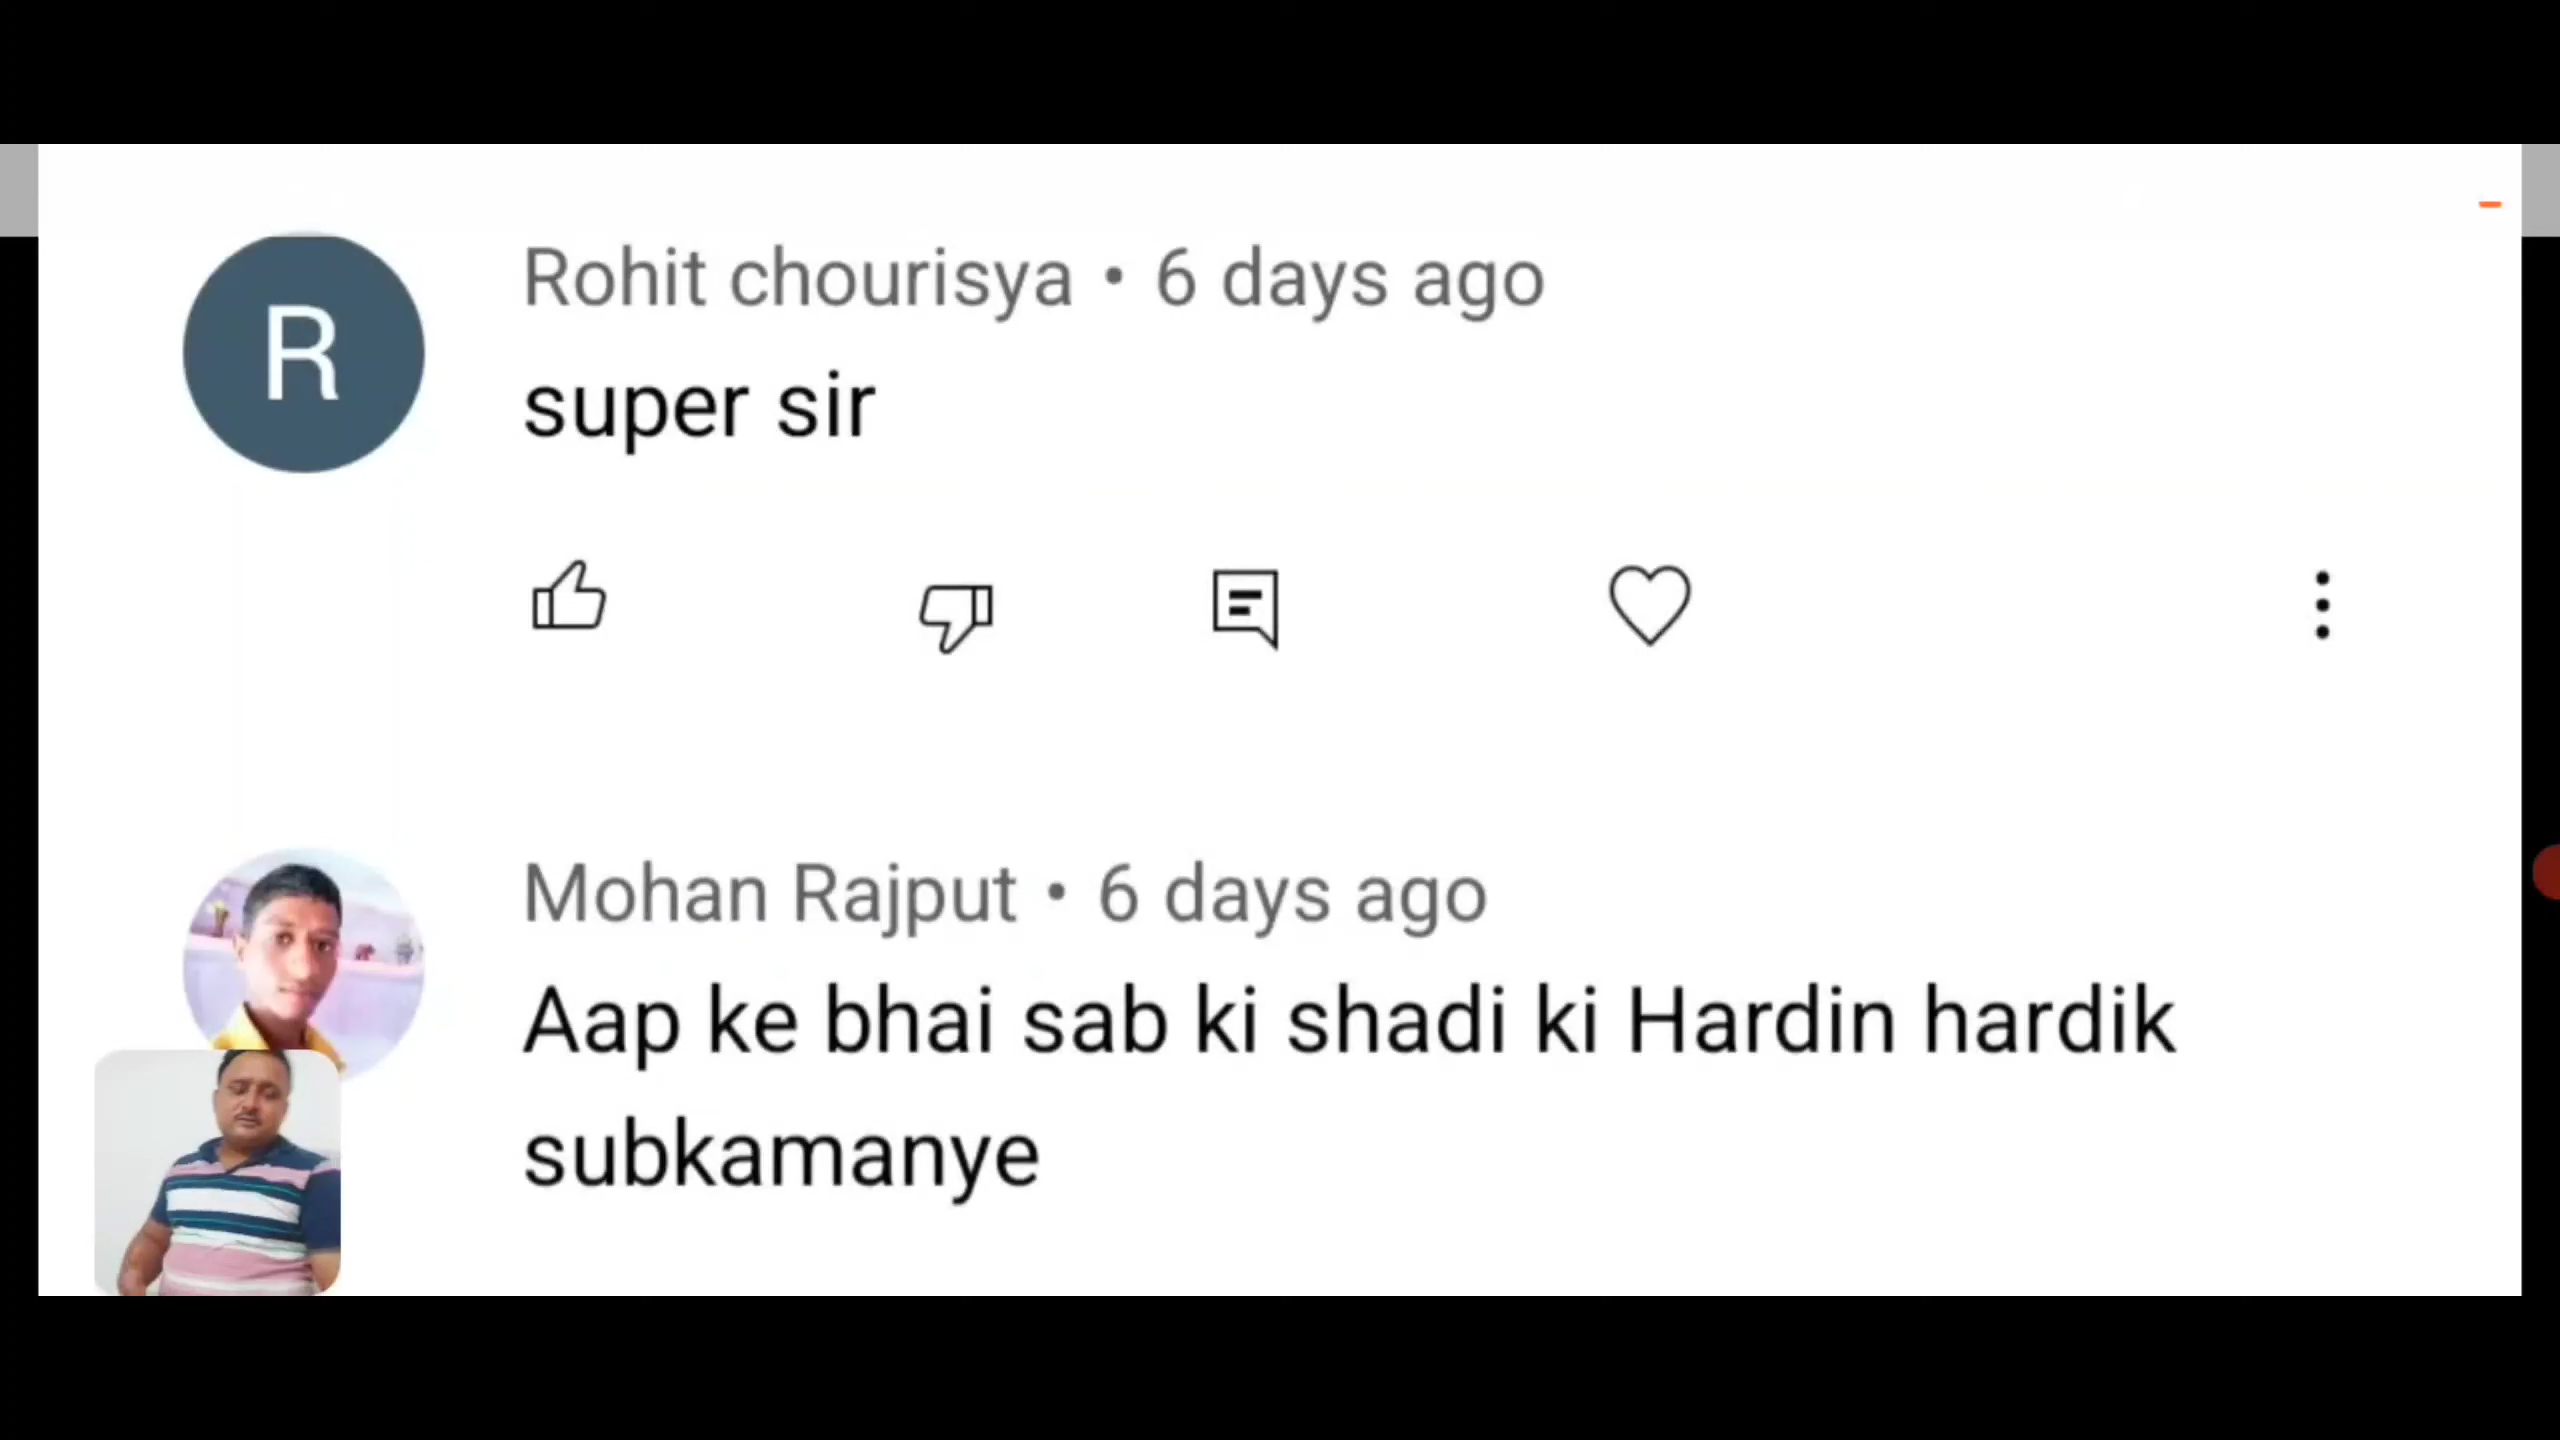 Rohit chourisya • 6 days ago
R
super sir
Mohan Rajput • 6 days ago
Aap ke bhai sab ki shadi ki Hardin hardik
subkamanye